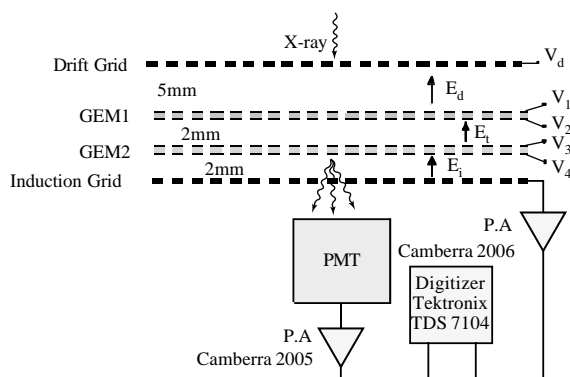 X-ray
Drift Grid
V_d
5mm
E_d
GEM1
V_1
V_2
2mm
E_t
GEM2
V_3
2mm
E_i
V_4
Induction Grid
P.A
Camberra 2006
PMT
Digitizer
Tektronix
TDS 7104
P.A
Camberra 2005